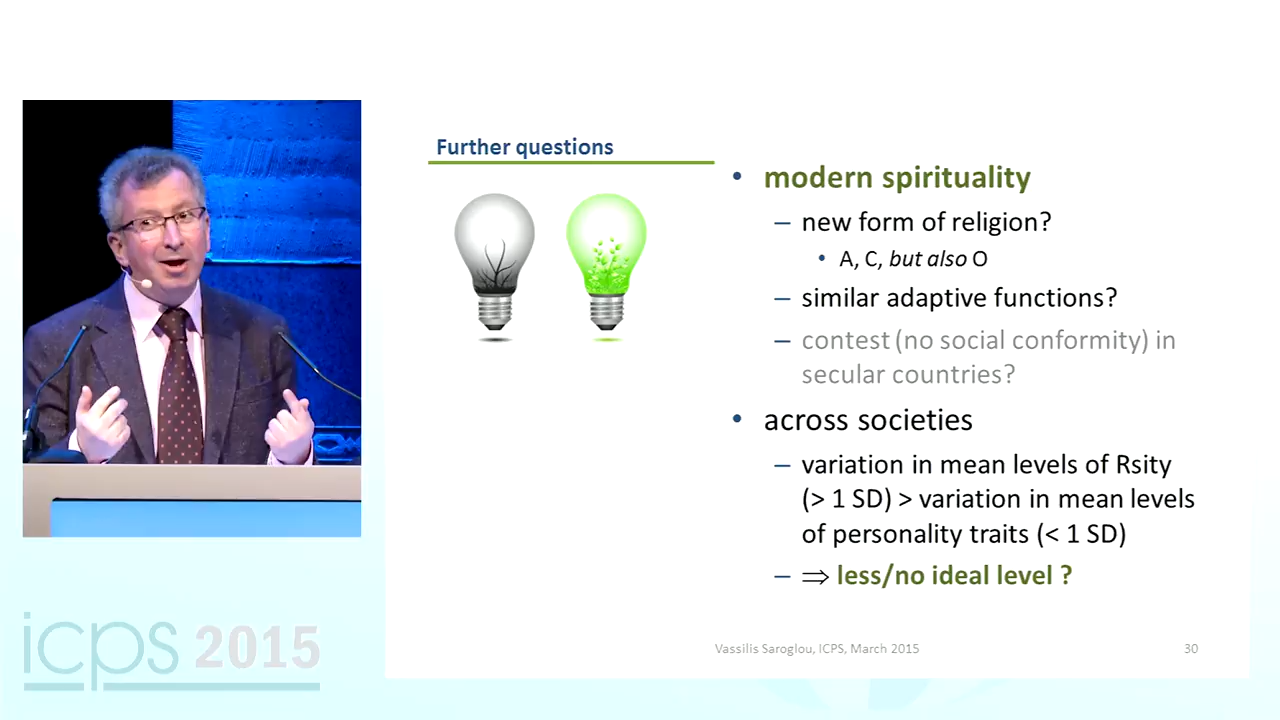 Further questions
• modern spirituality
– new form of religion?
• A, C, but also O
– similar adaptive functions?
– contest (no social conformity) in
secular countries?
• across societies
– variation in mean levels of Rsity
(> 1 SD) > variation in mean levels
of personality traits (< 1 SD)
– ⇒ less/no ideal level ?
Vassilis Saroglou, ICPS, March 2015
30
icps 2015